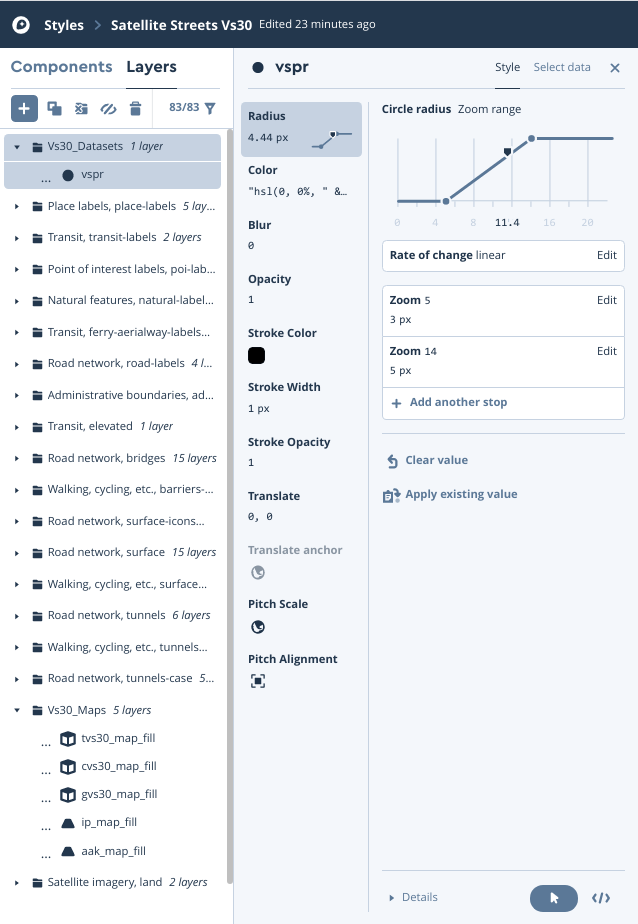 Styles > Satellite Streets Vs30 Edited 23 minutes ago
Components Layers
83/83
Vs30_Datasets 1 layer
... vspr
Place labels, place-labels 5 lay...
Transit, transit-labels 2 layers
Point of interest labels, poi-lab...
Natural features, natural-label...
Transit, ferry-aerialway-labels...
Road network, road-labels 4 l...
Administrative boundaries, ad...
Transit, elevated 1 layer
Road network, bridges 15 layers
Walking, cycling, etc., barriers-...
Road network, surface-icons...
Road network, surface 15 layers
Walking, cycling, etc., surface...
Road network, tunnels 6 layers
Walking, cycling, etc., tunnels...
Road network, tunnels-case 5...
Vs30_Maps 5 layers
... tvs30_map_fill
... cvs30_map_fill
... gvs30_map_fill
... ip_map_fill
... aak_map_fill
Satellite imagery, land 2 layers
vspr
Style Select data
Radius
4.44 px
Color
"hsl(0, 0%, " &...
Blur
0
Opacity
1
Stroke Color
Stroke Width
1 px
Stroke Opacity
1
Translate
0, 0
Translate anchor
Pitch Scale
Pitch Alignment
Circle radius Zoom range
0 4 11.4 16 20
Rate of change linear Edit
Zoom 5 Edit
3 px
Zoom 14 Edit
5 px
+ Add another stop
Clear value
Apply existing value
Details